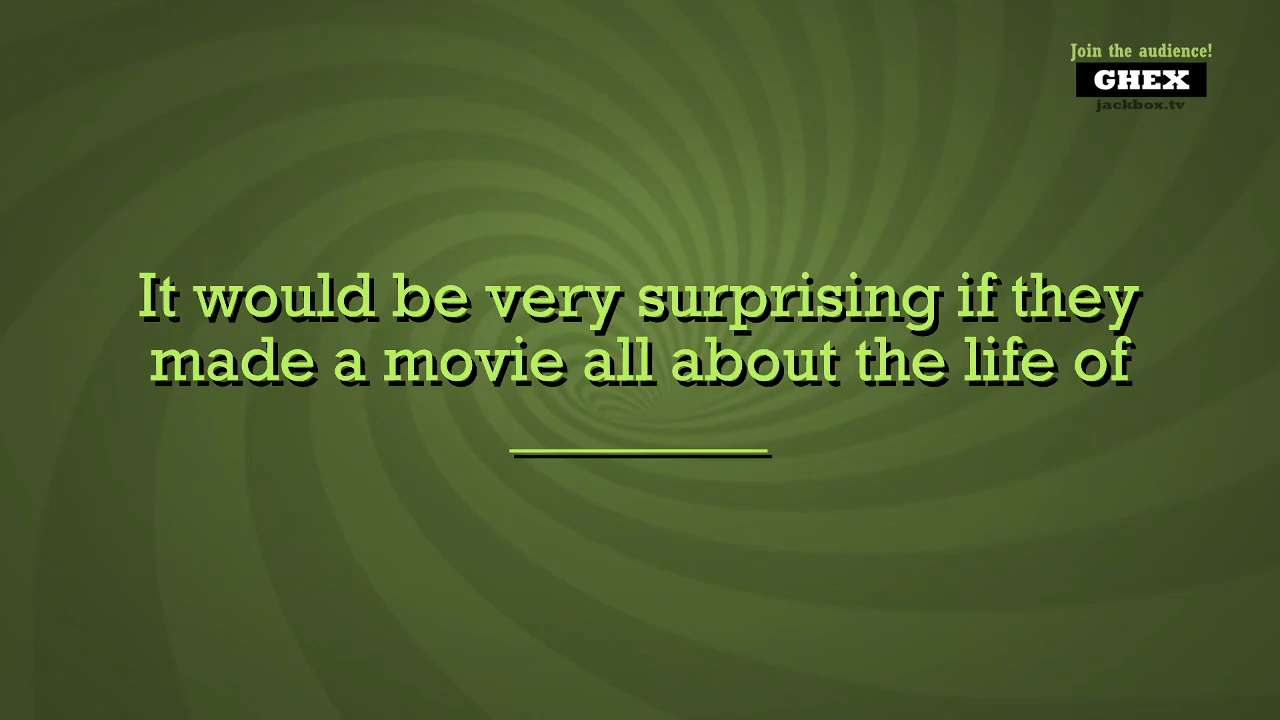 Join the audience!
GHEX
jackbox.tv
It would be very surprising if they
made a movie all about the life of